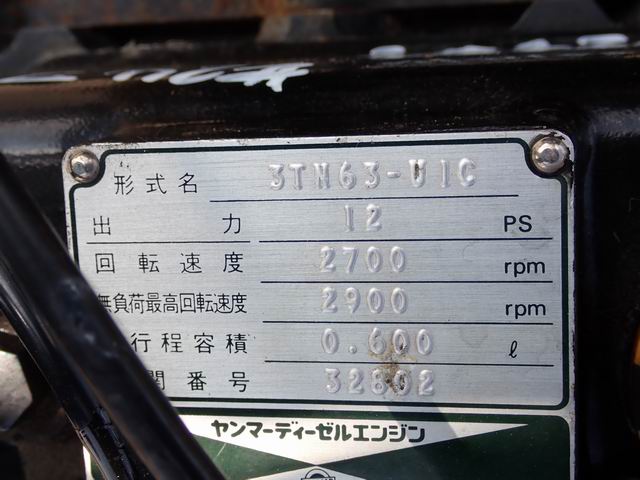 形式名 3TN63-U1C
出力 12 PS
回転速度 2700 rpm
無負荷最高回転速度 2900 rpm
行程容積 0.600 ℓ
関番号 32802
ヤンマーディーゼルエンジン